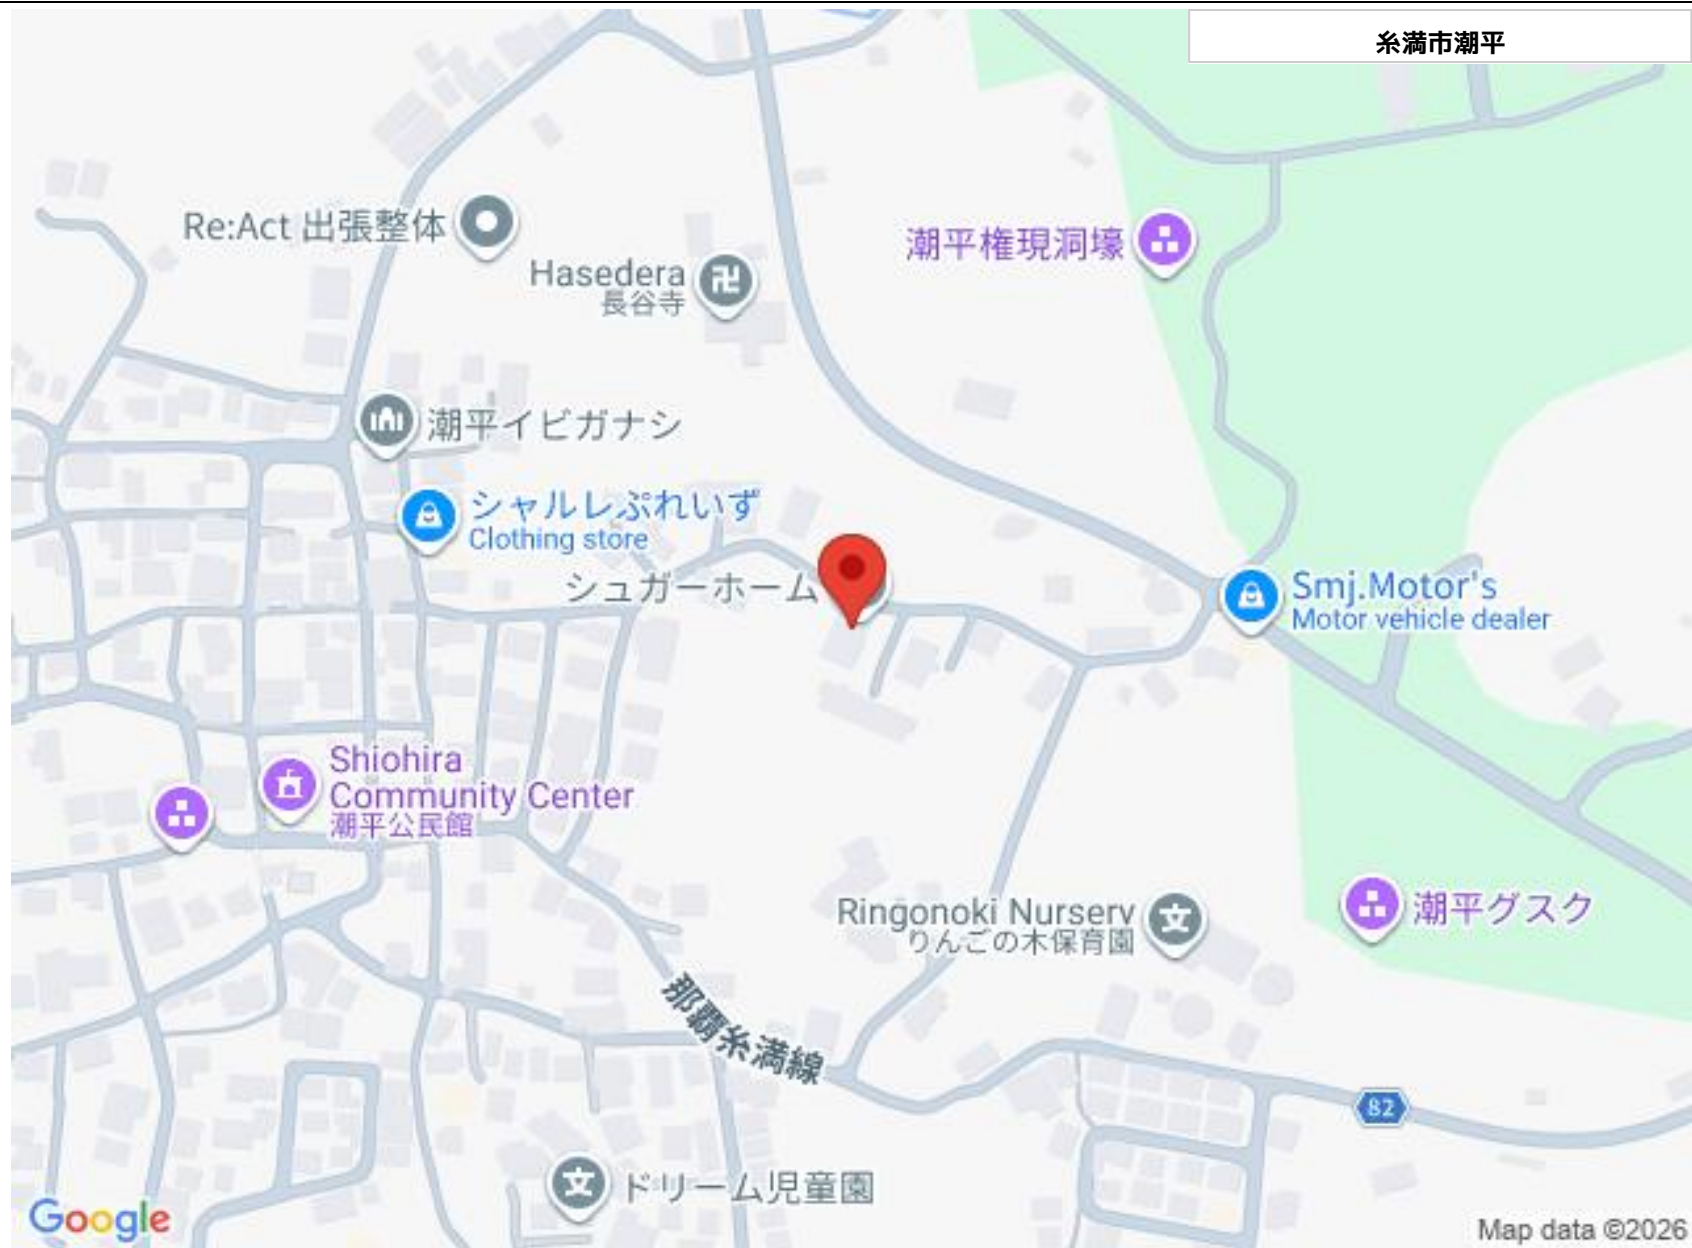 糸満市潮平
Re:Act 出張整体
Hasedera
長谷寺
潮平権現洞壕
潮平イビガナシ
シャルレぷれいず
Clothing store
シュガーホーム
Smj.Motor's
Motor vehicle dealer
Shiohira
Community Center
潮平公民館
Ringonoki Nursery
りんごの木保育園
潮平グスク
那覇糸満線
82
ドリーム児童園
Google
Map data ©2026